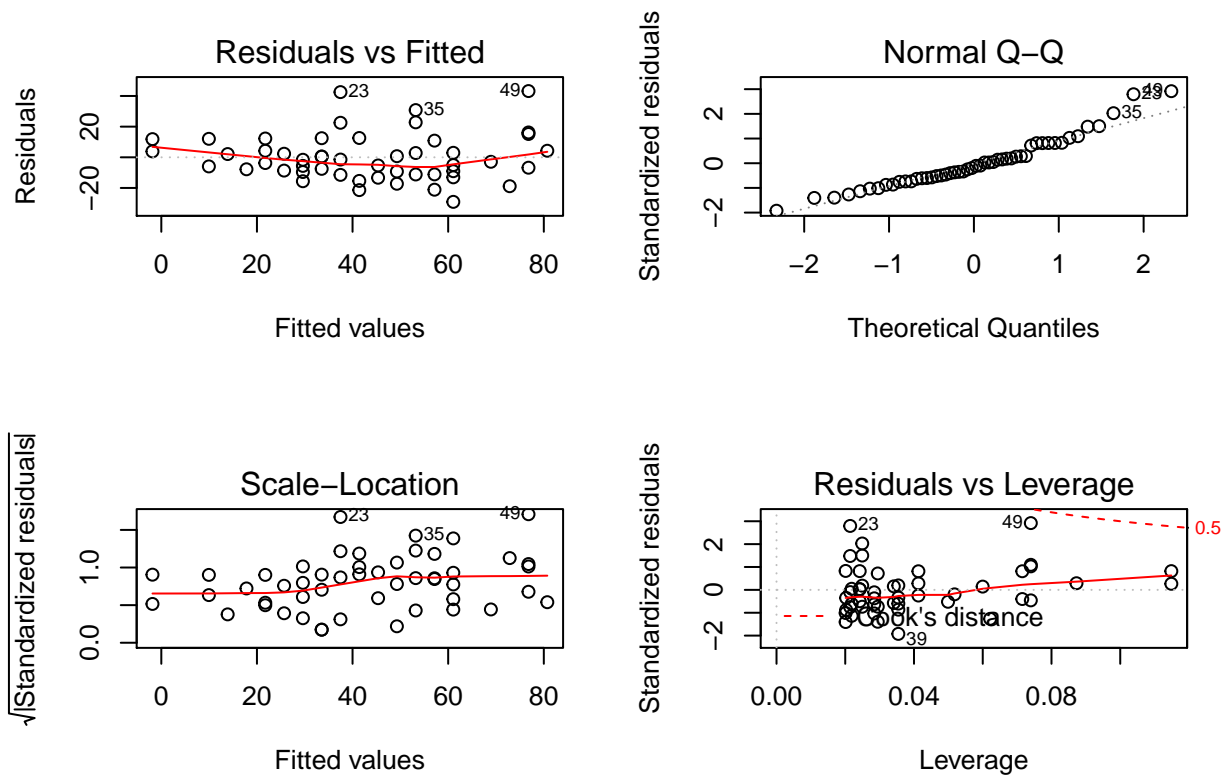 Residuals vs Fitted
Residuals
20
−20
23
35
49
0 20 40 60 80
Fitted values
Normal Q−Q
Standardized residuals
2
0
−2
23
49
35
−2 −1 0 1 2
Theoretical Quantiles
Scale−Location
√|Standardized residuals|
1.0
0.0
23
35
49
0 20 40 60 80
Fitted values
Residuals vs Leverage
Standardized residuals
2
0
−2
23
49
0.5
Cook's distance
39
0.00 0.04 0.08
Leverage